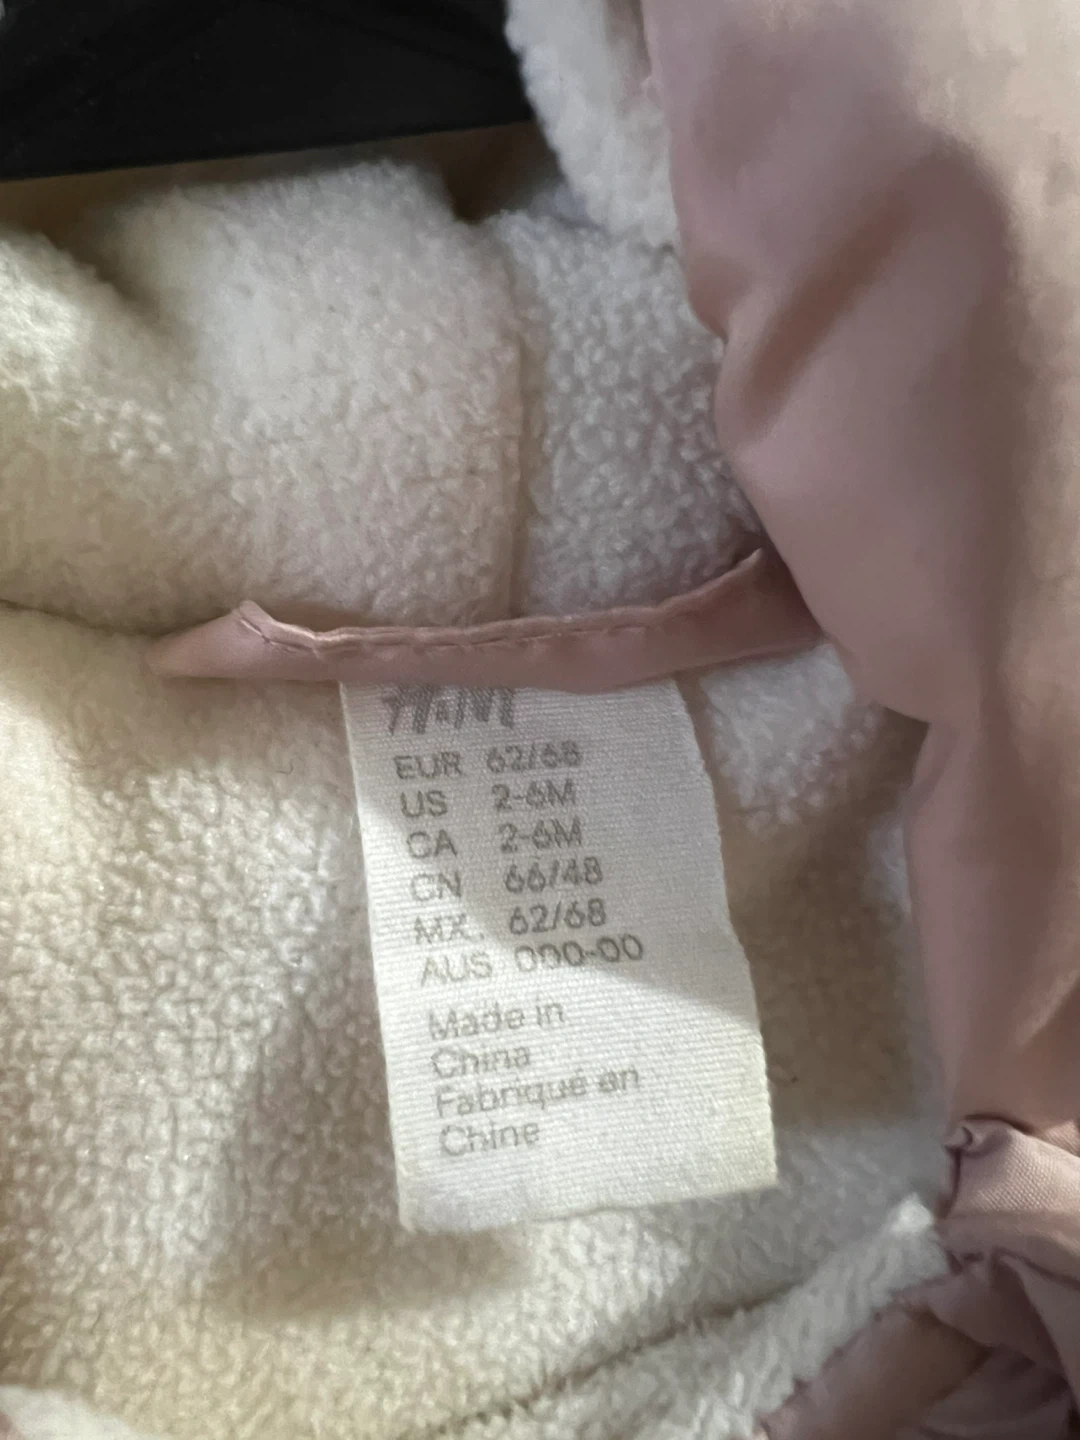 H&M
EUR 62/68
US 2-6M
CA 2-6M
CN 66/48
MX. 62/68
AUS 000-00
Made in
China
Fabriqué en
Chine